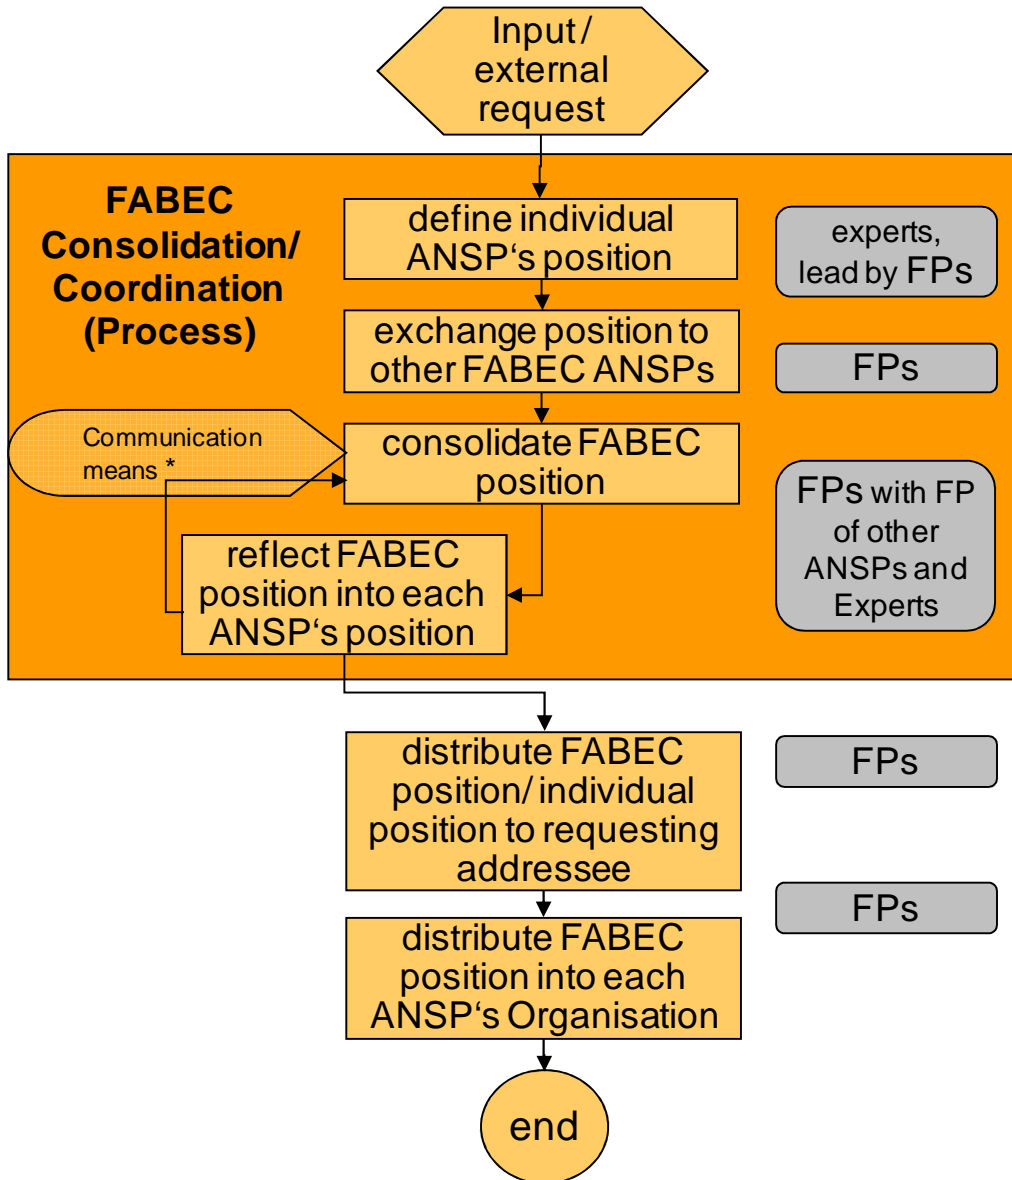 Input /
external
request
FABEC
Consolidation/
Coordination
(Process)
define individual
ANSP‘s position
experts,
lead by FPs
exchange position to
other FABEC ANSPs
FPs
Communication
means *
consolidate FABEC
position
FPs with FP
of other
ANSPs and
Experts
reflect FABEC
position into each
ANSP‘s position
distribute FABEC
position/ individual
position to requesting
addressee
FPs
distribute FABEC
position into each
ANSP‘s Organisation
FPs
end